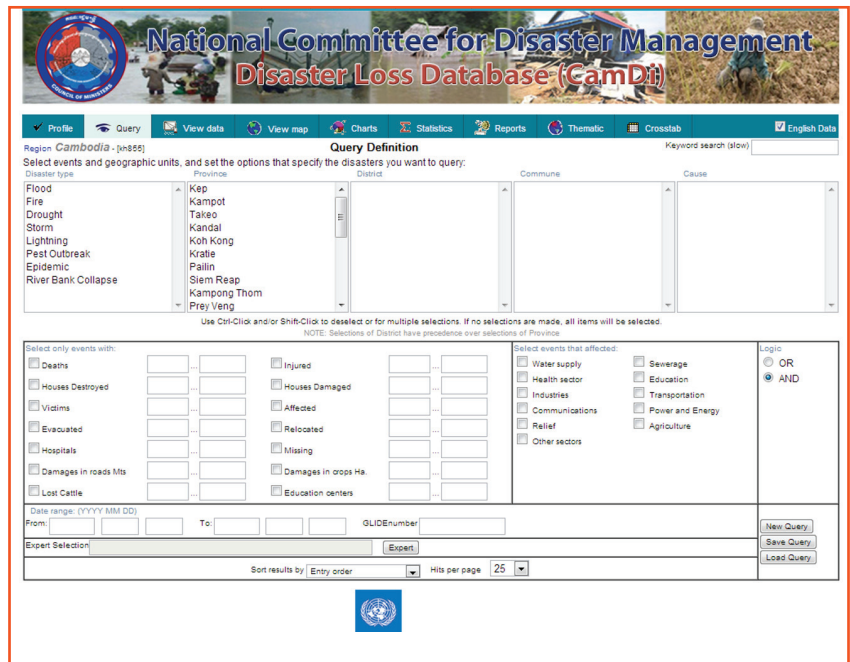 National Committee for Disaster Management
Disaster Loss Database (CamDi)
COUNCIL OF MINISTERS
Profile Query View data View map Charts Statistics Reports Thematic Crosstab English Data
Region Cambodia - [kh855] Query Definition Keyword search (slow)
Select events and geographic units, and set the options that specify the disasters you want to query:
Disaster type Province District Commune Cause
Flood Kep
Fire Kampot
Drought Takeo
Storm Kandal
Lightning Koh Kong
Pest Outbreak Kratie
Epidemic Pailin
River Bank Collapse Siem Reap
Kampong Thom
Prey Veng
Use Ctrl-Click and/or Shift-Click to deselect or for multiple selections. If no selections are made, all items will be selected.
NOTE: Selections of District have precedence over selections of Province
Select only events with: Select events that affected: Logic
Deaths ... Injured ... Water supply Sewerage OR
Houses Destroyed ... Houses Damaged ... Health sector Education AND
Industries Transportation
Victims ... Affected ... Communications Power and Energy
Evacuated ... Relocated ... Relief Agriculture
Other sectors
Hospitals ... Missing ...
Damages in roads Mts ... Damages in crops Ha. ...
Lost Cattle ... Education centers ...
Date range: (YYYY MM DD)
From: To: GLIDEnumber New Query
Expert Selection Expert Save Query
Load Query
Sort results by Entry order Hits per page 25